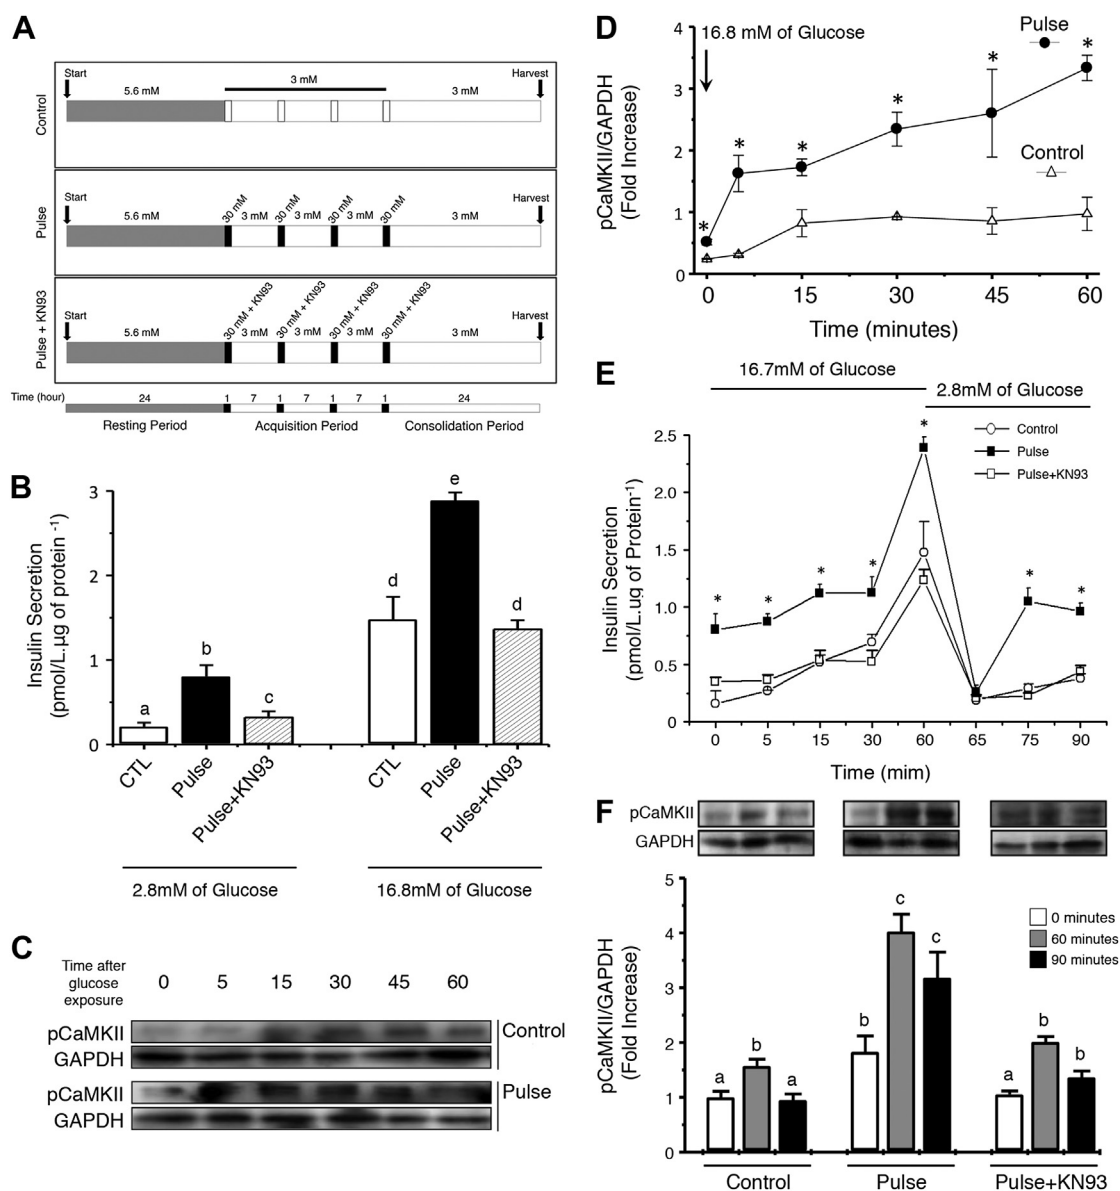 A
Start
Harvest
3 mM
5.6 mM
3 mM
Control
Start
Harvest
5.6 mM
30 mM
3 mM
30 mM
3 mM
30 mM
3 mM
30 mM
3 mM
Pulse
Start
Harvest
5.6 mM
30 mM + KN93
3 mM
30 mM + KN93
3 mM
30 mM + KN93
3 mM
30 mM + KN93
3 mM
Pulse + KN93
Time (hour)
24
1
7
1
7
1
7
1
24
Resting Period
Acquisition Period
Consolidation Period
B
Insulin Secretion
(pmol/L.µg of protein -1)
3
2
1
0
a
b
c
d
e
d
CTL
Pulse
Pulse+KN93
CTL
Pulse
Pulse+KN93
2.8mM of Glucose
16.8mM of Glucose
C
Time after
glucose
exposure
0 5 15 30 45 60
pCaMKII
GAPDH
Control
pCaMKII
GAPDH
Pulse
D
16.8 mM of Glucose
Pulse
Control
pCaMKII/GAPDH
(Fold Increase)
4
3
2
1
0
* * * * * *
0 15 30 45 60
Time (minutes)
E
16.7mM of Glucose
2.8mM of Glucose
Control
Pulse
Pulse+KN93
Insulin Secretion
(pmol/L.ug of Protein-1)
2.5
2.0
1.5
1.0
0.5
0
* * * * * * *
0 5 15 30 60 65 75 90
Time (mim)
F
pCaMKII
GAPDH
pCaMKII/GAPDH
(Fold Increase)
5
4
3
2
1
0
0 minutes
60 minutes
90 minutes
a b a
b c c
a b b
Control
Pulse
Pulse+KN93